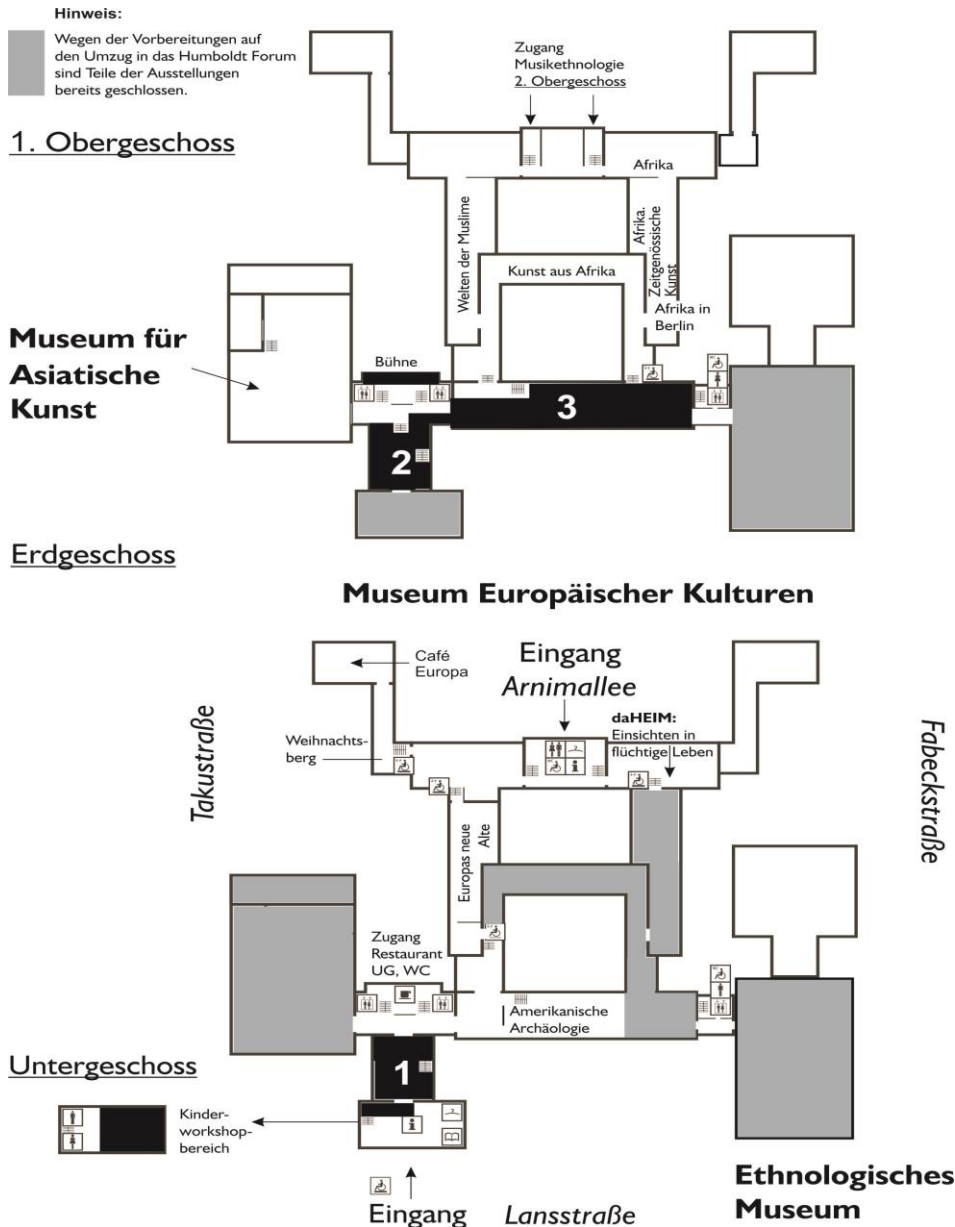 Hinweis:
Wegen der Vorbereitungen auf
den Umzug in das Humboldt Forum
sind Teile der Ausstellungen
bereits geschlossen.
1. Obergeschoss
Zugang
Musikethnologie
2. Obergeschoss
Afrika
Welten der Muslime
Afrika.
Zeitgenössische
Kunst
Kunst aus Afrika
Afrika in
Berlin
Museum für
Asiatische
Kunst
Bühne
3
2
Erdgeschoss
Museum Europäischer Kulturen
Café
Europa
Eingang
Arnimallee
daHEIM:
Einsichten in
flüchtige Leben
Weihnachts-
berg
Takustraße
Fabeckstraße
Europas neue
Alte
Zugang
Restaurant
UG, WC
Amerikanische
Archäologie
1
Untergeschoss
Kinder-
workshop-
bereich
Eingang
Lansstraße
Ethnologisches
Museum